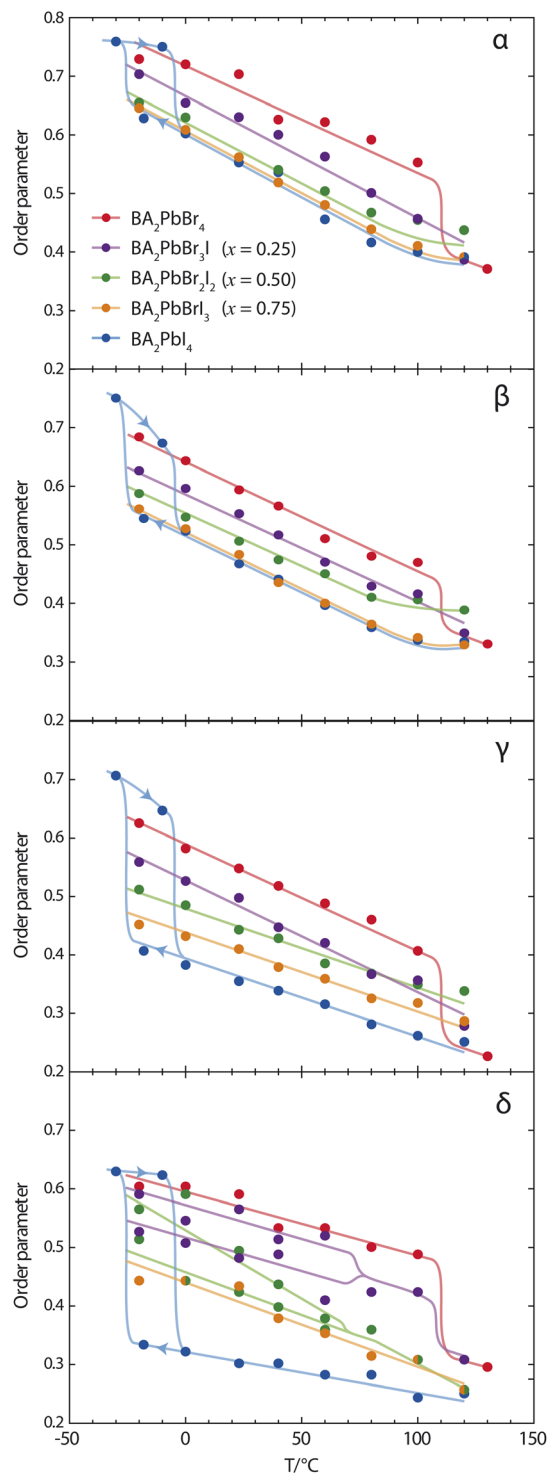 0.8
α
0.7
0.6
0.5
0.4
0.3
0.2
Order parameter
BA₂PbBr₄
BA₂PbBr₃I (x = 0.25)
BA₂PbBr₂I₂ (x = 0.50)
BA₂PbBrI₃ (x = 0.75)
BA₂PbI₄
β
0.7
0.6
0.5
0.4
0.3
0.2
Order parameter
γ
0.7
0.6
0.5
0.4
0.3
0.2
Order parameter
δ
0.6
0.5
0.4
0.3
0.2
Order parameter
-50 0 50 100 150
T/°C